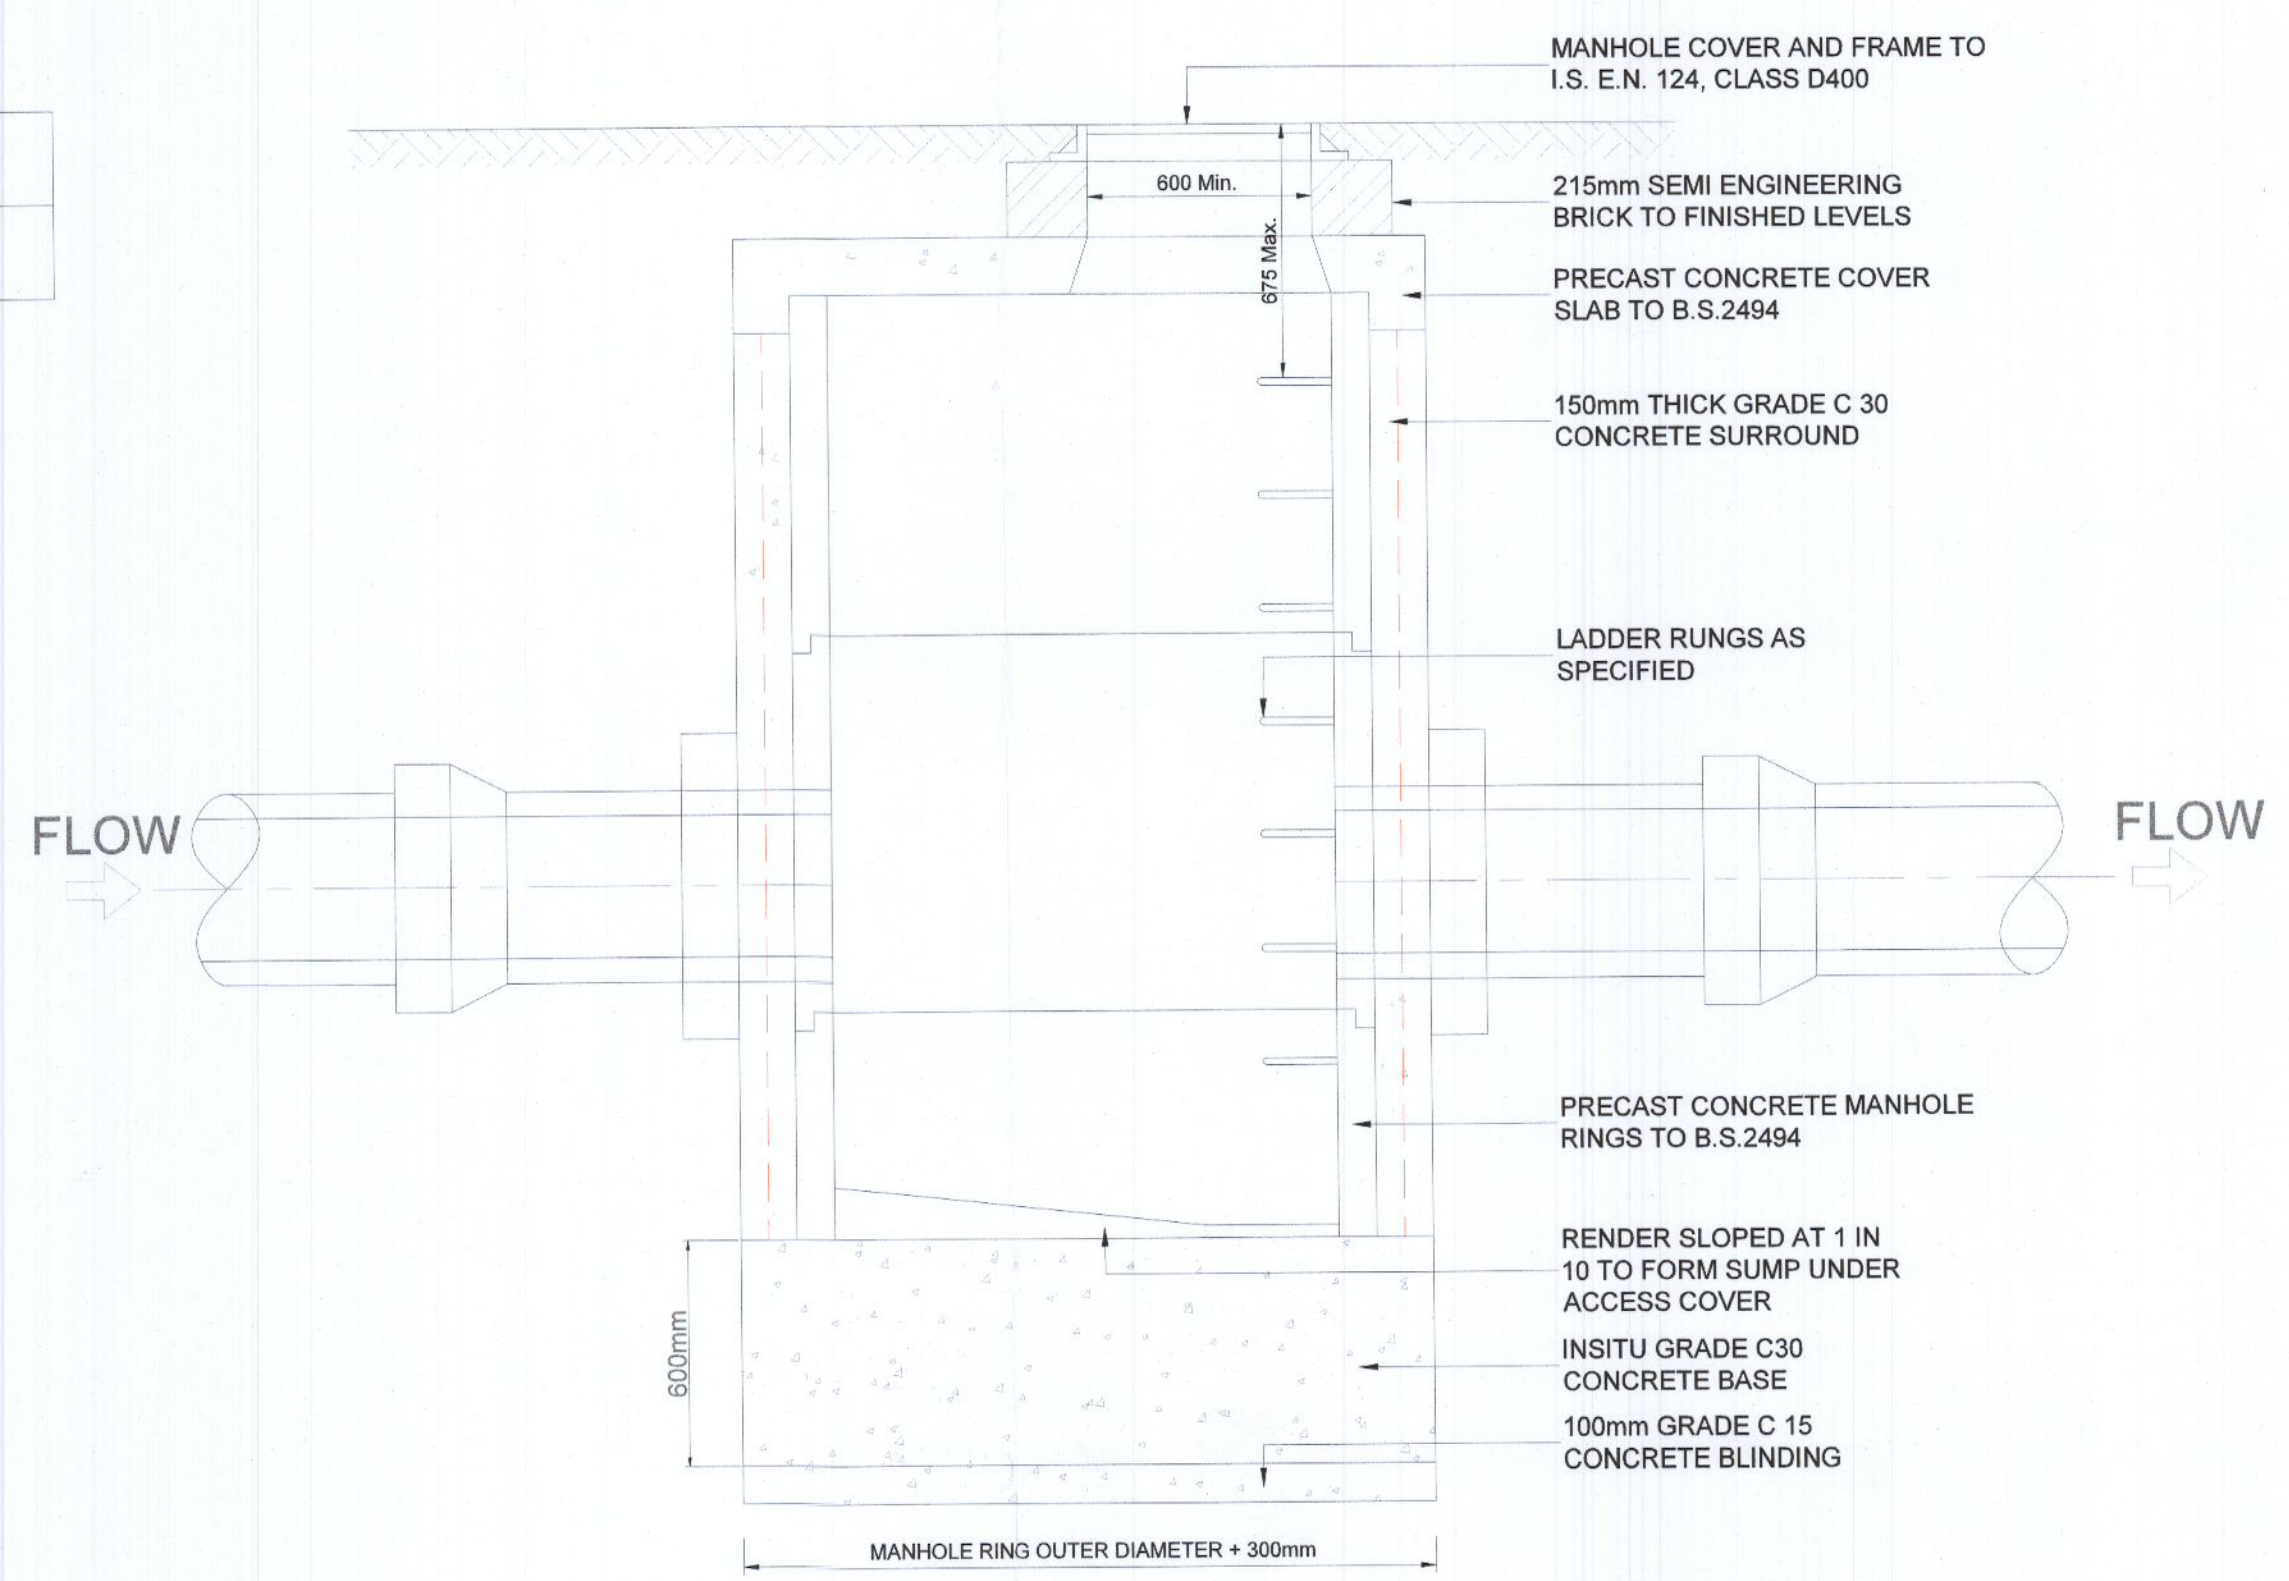 MANHOLE COVER AND FRAME TO
I.S. E.N. 124, CLASS D400
600 Min.
675 Max.
215mm SEMI ENGINEERING
BRICK TO FINISHED LEVELS
PRECAST CONCRETE COVER
SLAB TO B.S.2494
150mm THICK GRADE C 30
CONCRETE SURROUND
LADDER RUNGS AS
SPECIFIED
FLOW
FLOW
PRECAST CONCRETE MANHOLE
RINGS TO B.S.2494
RENDER SLOPED AT 1 IN
10 TO FORM SUMP UNDER
ACCESS COVER
600mm
INSITU GRADE C30
CONCRETE BASE
100mm GRADE C 15
CONCRETE BLINDING
MANHOLE RING OUTER DIAMETER + 300mm